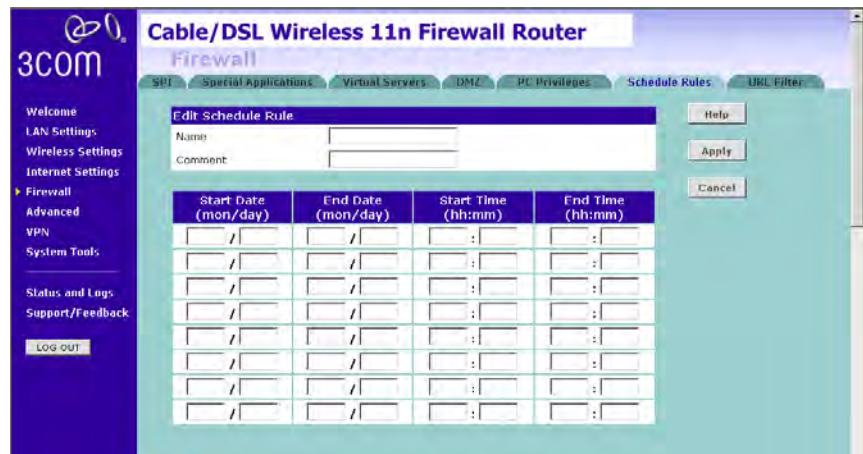 3COM
Cable/DSL Wireless 11n Firewall Router
Firewall
SPI Special Applications Virtual Servers DMZ PC Privileges Schedule Rules URL Filter
Welcome
LAN Settings
Wireless Settings
Internet Settings
Firewall
Advanced
VPN
System Tools
Status and Logs
Support/Feedback
LOG OUT
Edit Schedule Rule
Name
Comment
Help
Apply
Cancel
Start Date (mon/day) End Date (mon/day) Start Time (hh:mm) End Time (hh:mm)
/ / : :
/ / : :
/ / : :
/ / : :
/ / : :
/ / : :
/ / : :
/ / : :